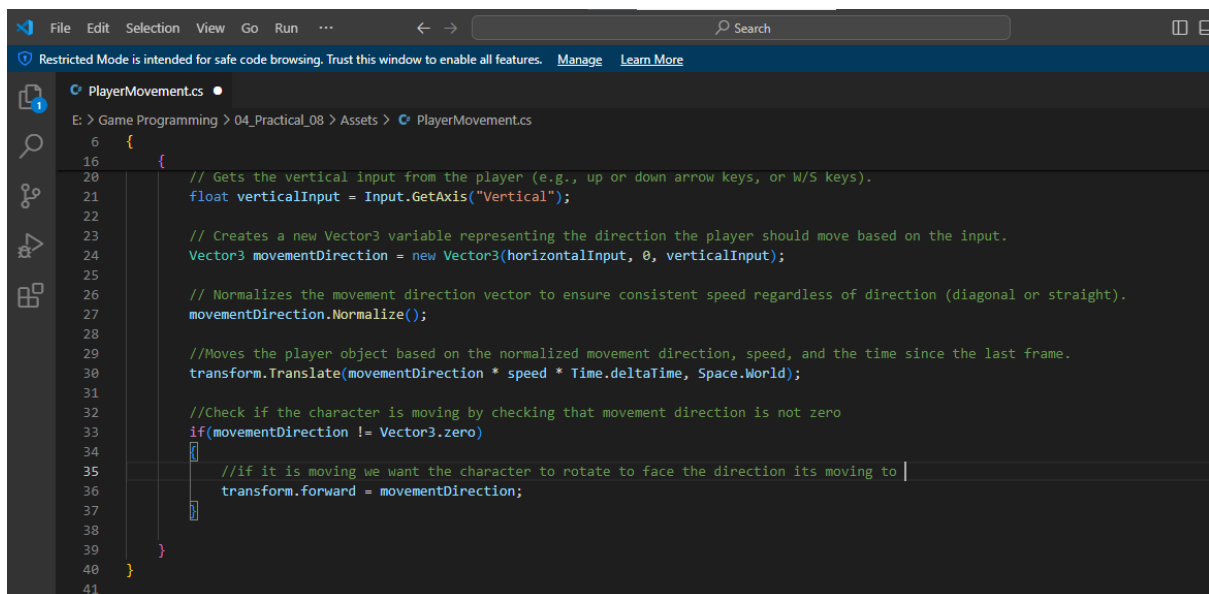 File Edit Selection View Go Run ··· ← → Search
Restricted Mode is intended for safe code browsing. Trust this window to enable all features. Manage Learn More
PlayerMovement.cs ●
E: > Game Programming > 04_Practical_08 > Assets > PlayerMovement.cs
6 {
16 {
20 // Gets the vertical input from the player (e.g., up or down arrow keys, or W/S keys).
21 float verticalInput = Input.GetAxis("Vertical");
22
23 // Creates a new Vector3 variable representing the direction the player should move based on the input.
24 Vector3 movementDirection = new Vector3(horizontalInput, 0, verticalInput);
25
26 // Normalizes the movement direction vector to ensure consistent speed regardless of direction (diagonal or straight).
27 movementDirection.Normalize();
28
29 //Moves the player object based on the normalized movement direction, speed, and the time since the last frame.
30 transform.Translate(movementDirection * speed * Time.deltaTime, Space.World);
31
32 //Check if the character is moving by checking that movement direction is not zero
33 if(movementDirection != Vector3.zero)
34 {
35 //if it is moving we want the character to rotate to face the direction its moving to
36 transform.forward = movementDirection;
37 }
38
39 }
40 }
41
1